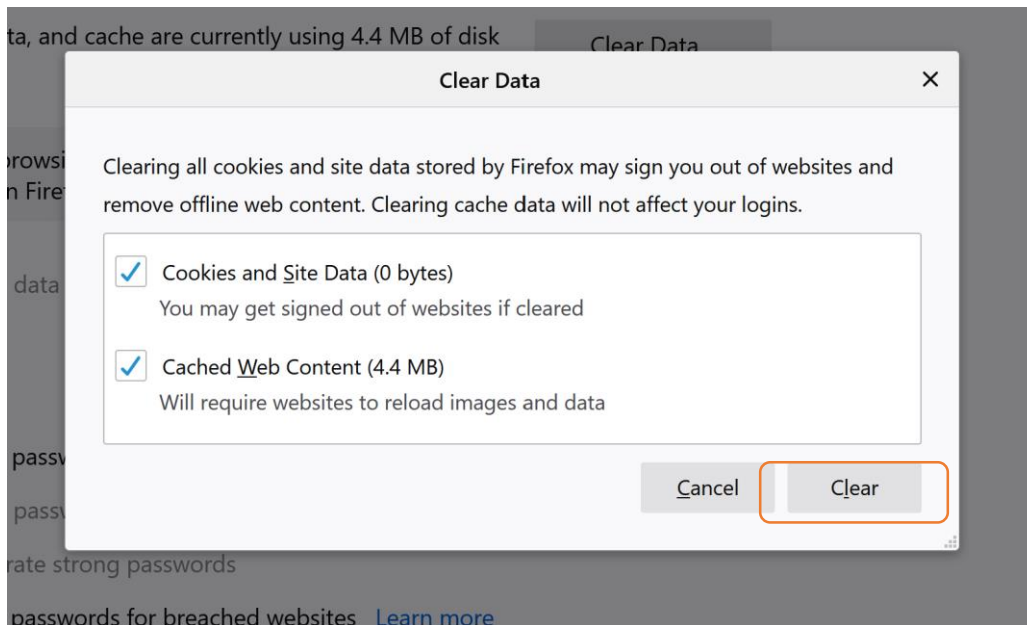 ta, and cache are currently using 4.4 MB of disk
Clear Data
Clear Data
browsi
n Fire
Clearing all cookies and site data stored by Firefox may sign you out of websites and
remove offline web content. Clearing cache data will not affect your logins.
Cookies and Site Data (0 bytes)
data
You may get signed out of websites if cleared
Cached Web Content (4.4 MB)
Will require websites to reload images and data
passw
Cancel
Clear
passw
rate strong passwords
passwords for breached websites Learn more